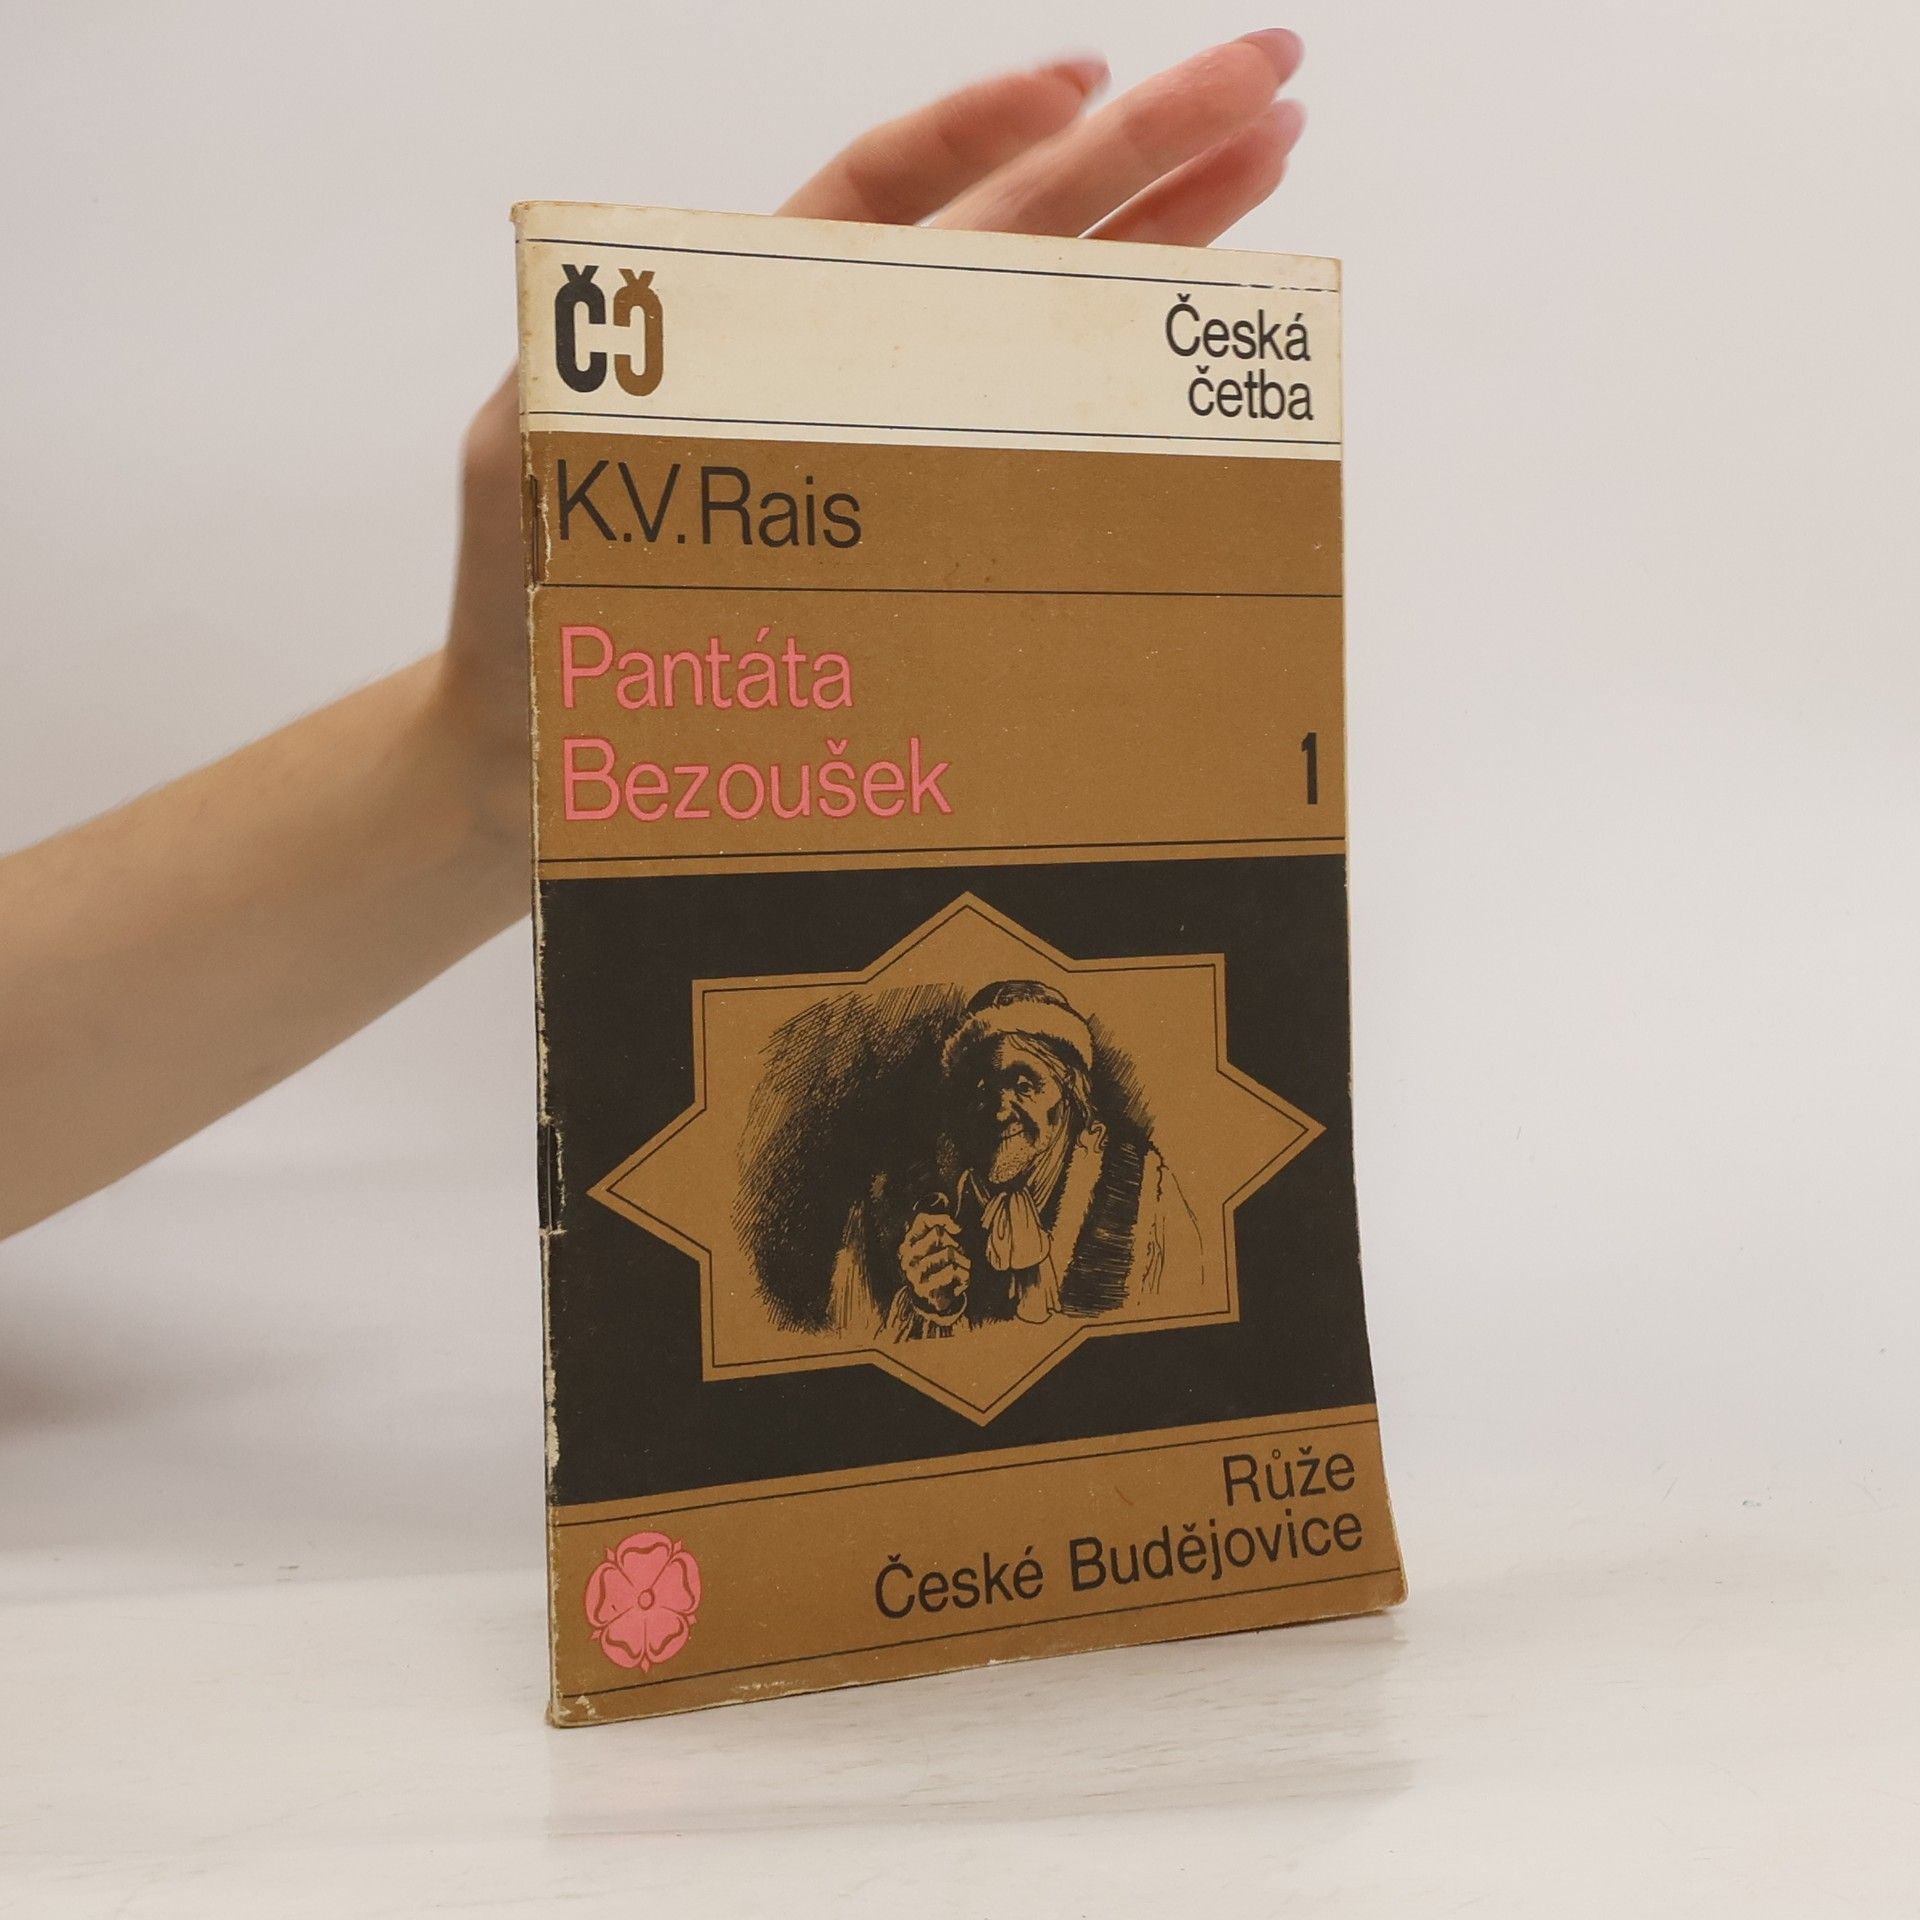 ČČ
Česká
četba
K.V. Rais
Pantáta
Bezoušek
1
Růže
České Budějovice